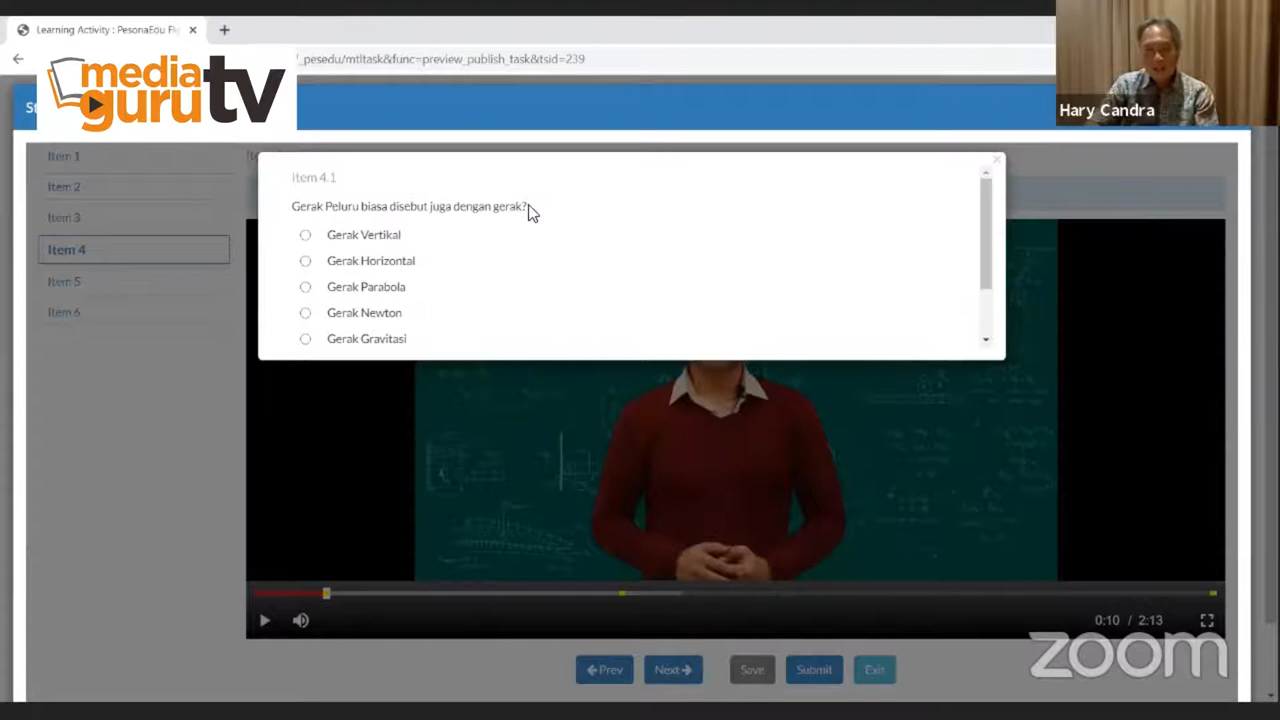 Learning Activity : PesonaEdu Fl
_pesedu/mtltask&func=preview_publish_task&tsid=239
media
guru tv
Hary Candra
Item 1
Item 2
Item 3
Item 4
Item 5
Item 6
Item 4.1
Gerak Peluru biasa disebut juga dengan gerak?
Gerak Vertikal
Gerak Horizontal
Gerak Parabola
Gerak Newton
Gerak Gravitasi
0:10 / 2:13
Prev
Next
Save
Submit
Exit
zoom